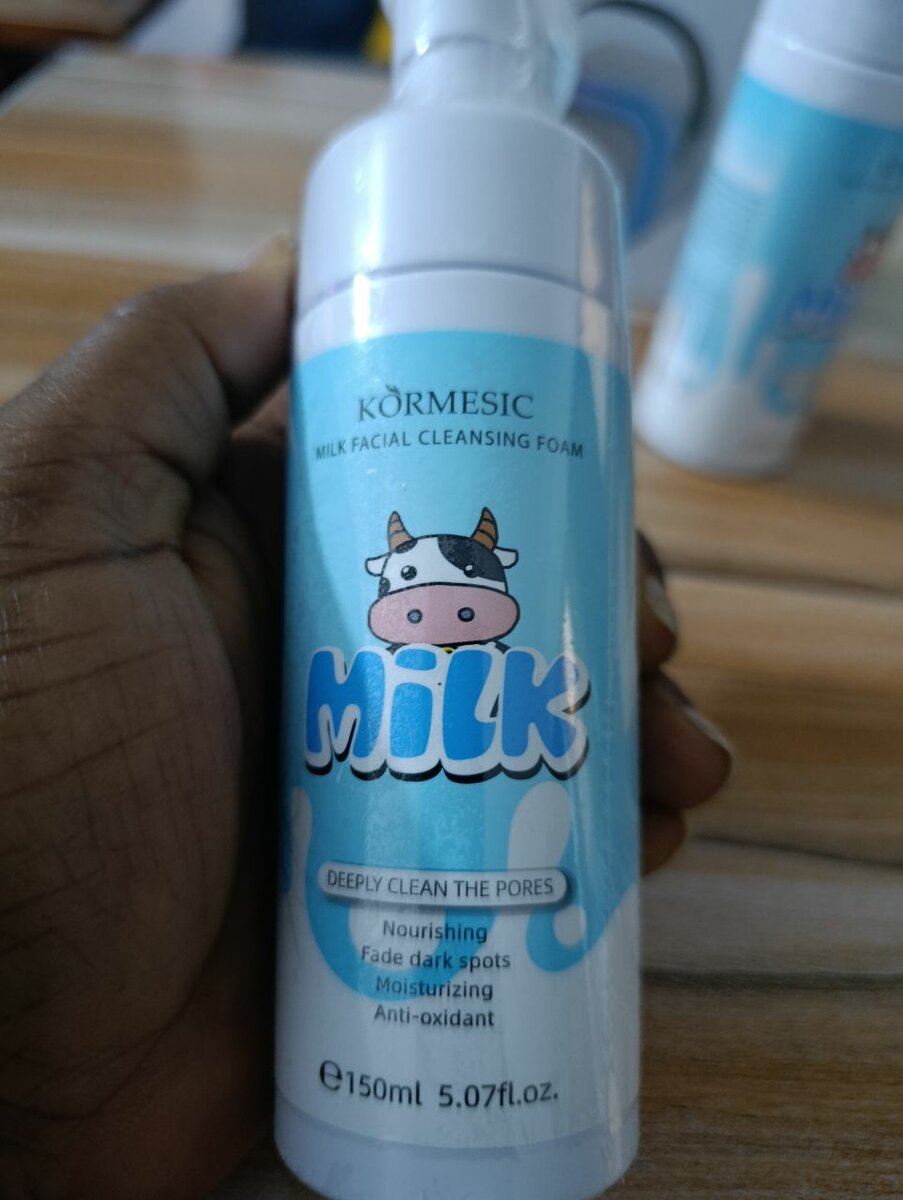 KÒRMESIC
MILK FACIAL CLEANSING FOAM
MiLK
DEEPLY CLEAN THE PORES
Nourishing
Fade dark spots
Moisturizing
Anti-oxidant
℮150ml 5.07fl.oz.